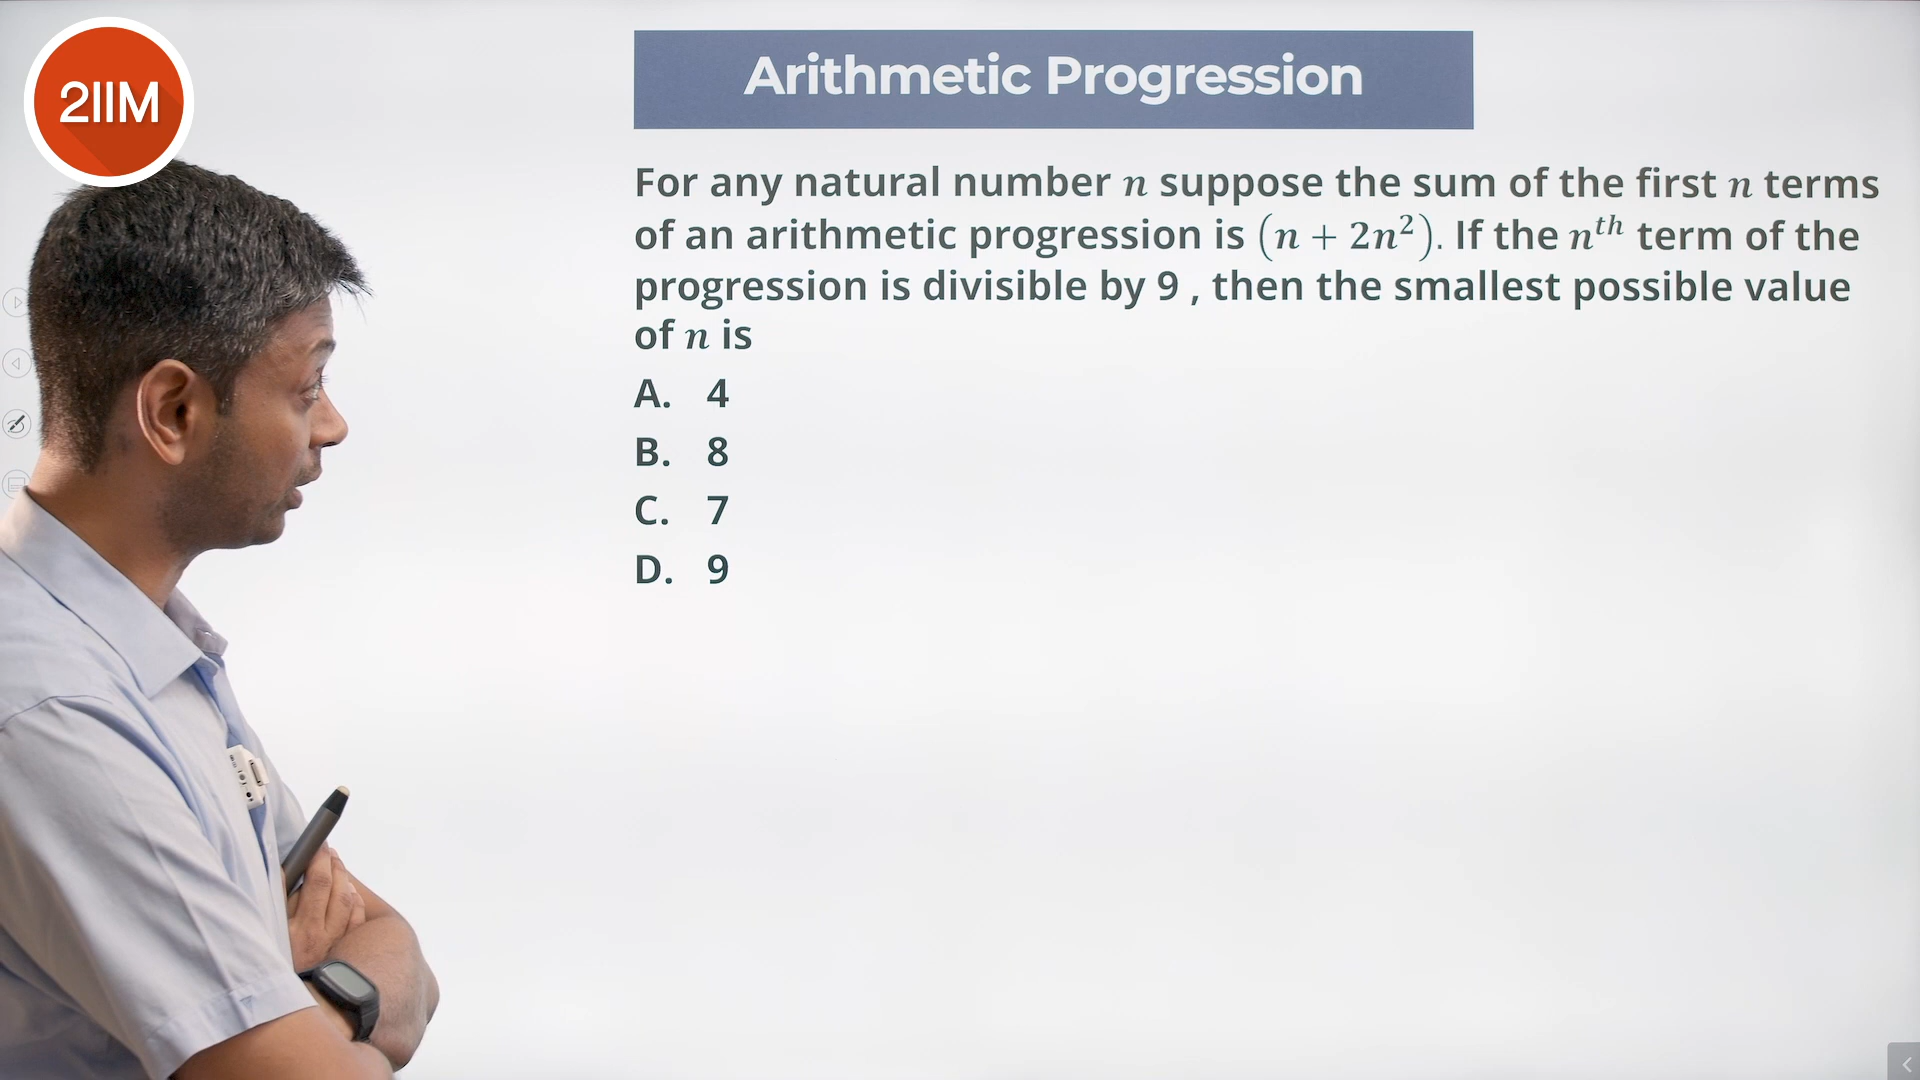 2IIM
Arithmetic Progression
For any natural number n suppose the sum of the first n terms
of an arithmetic progression is (n + 2n²). If the nᵗʰ term of the
progression is divisible by 9 , then the smallest possible value
of n is
A. 4
B. 8
C. 7
D. 9